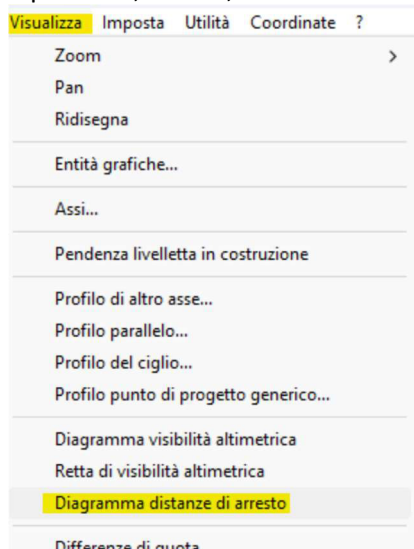 Visualizza Imposta Utilità Coordinate ?
Zoom >
Pan
Ridisegna
Entità grafiche...
Assi...
Pendenza livelletta in costruzione
Profilo di altro asse...
Profilo parallelo...
Profilo del ciglio...
Profilo punto di progetto generico...
Diagramma visibilità altimetrica
Retta di visibilità altimetrica
Diagramma distanze di arresto
Differenze di quota